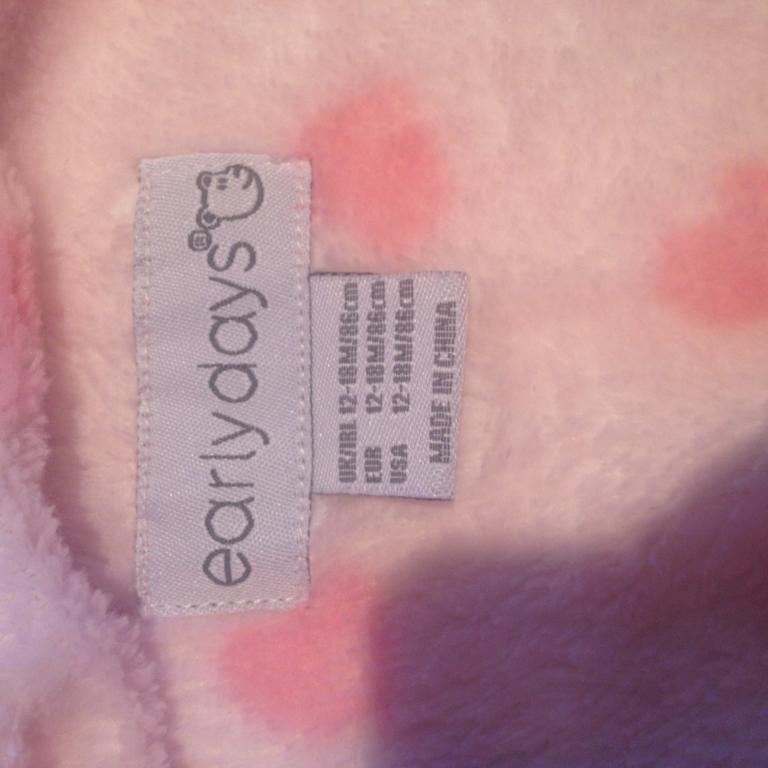 earlydays®
UK/IRL 12-18M/86cm
EUR 12-18M/86cm
USA 12-18M/86cm
MADE IN CHINA